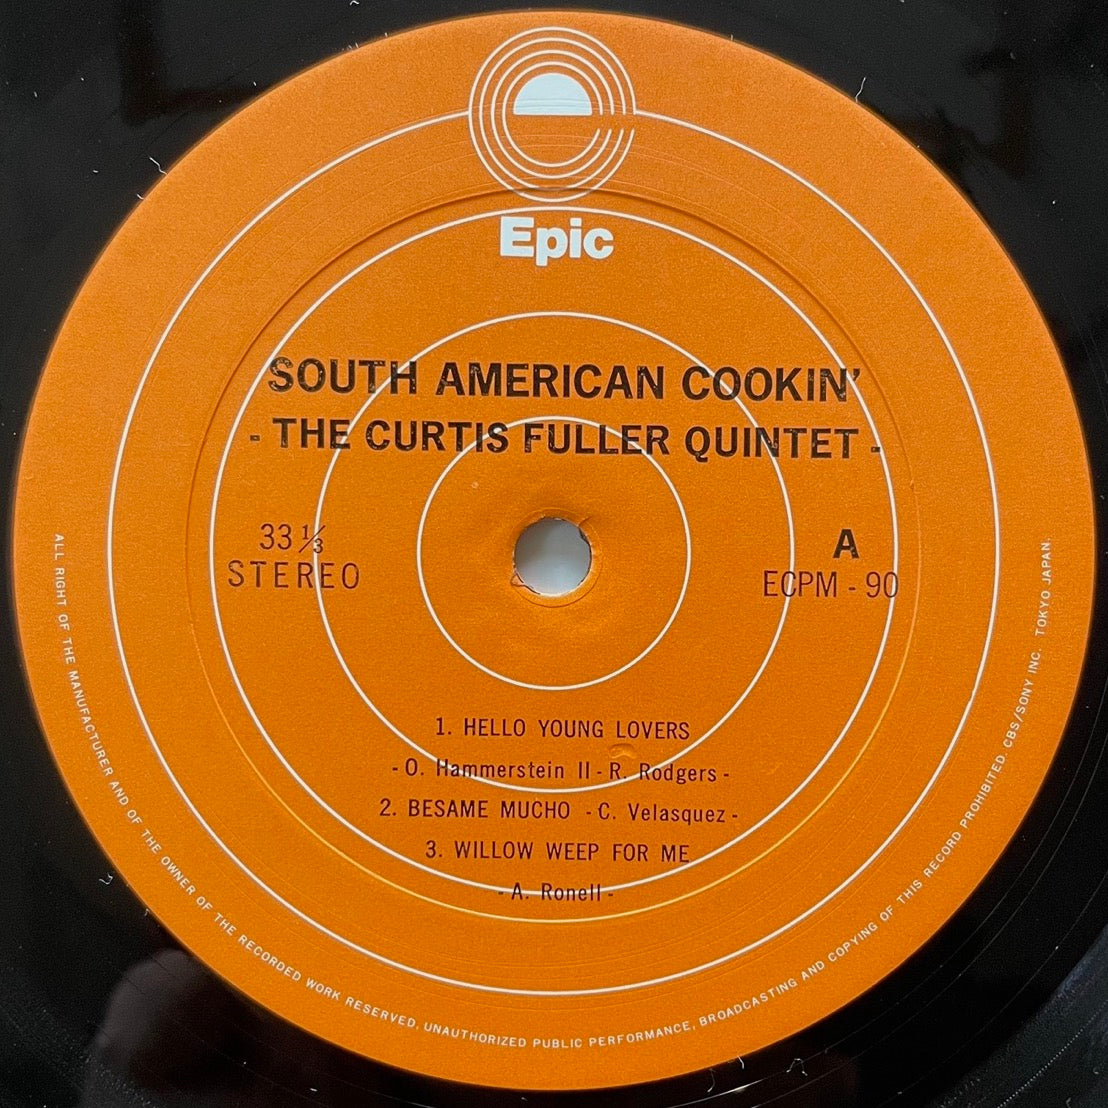 Epic
SOUTH AMERICAN COOKIN'
- THE CURTIS FULLER QUINTET -
33 1/3
STEREO
A
ECPM - 90
1. HELLO YOUNG LOVERS
- O. Hammerstein II - R. Rodgers -
2. BESAME MUCHO - C. Velasquez -
3. WILLOW WEEP FOR ME
- A. Ronell -
ALL RIGHT OF THE MANUFACTURER AND OF THE OWNER OF THE RECORDED WORK RESERVED. UNAUTHORIZED PUBLIC PERFORMANCE, BROADCASTING AND COPYING OF THIS RECORD PROHIBITED. CBS/SONY INC. TOKYO JAPAN.